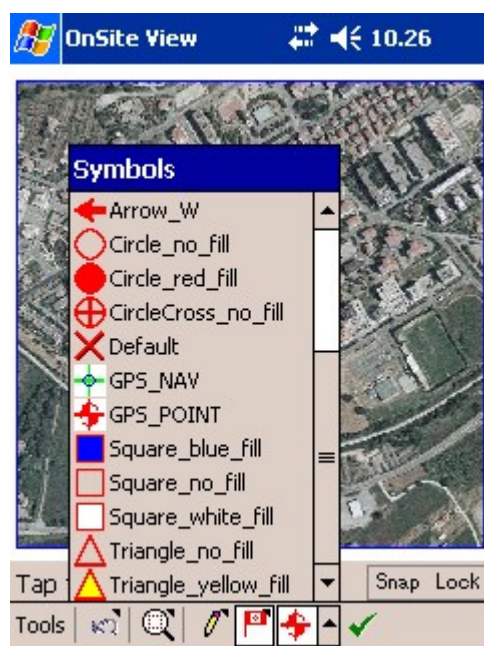 OnSite View 10.26
Symbols
Arrow_W
Circle_no_fill
Circle_red_fill
CircleCross_no_fill
Default
GPS_NAV
GPS_POINT
Square_blue_fill
Square_no_fill
Square_white_fill
Triangle_no_fill
Triangle_yellow_fill
Tap
Snap Lock
Tools